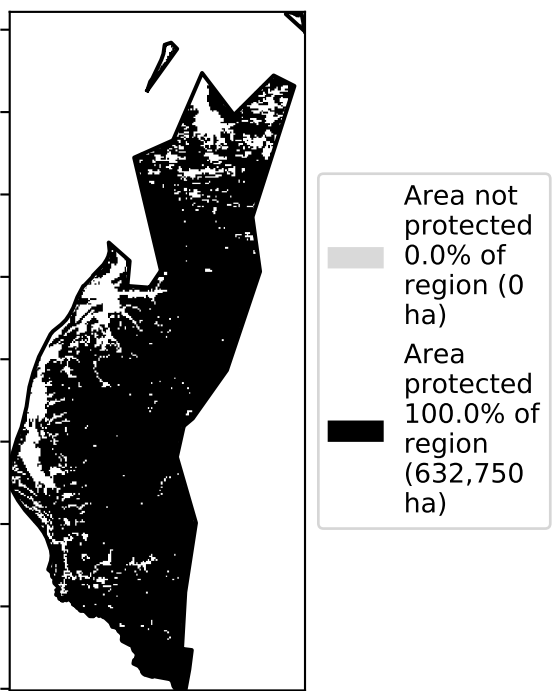 Area not
protected
0.0% of
region (0
ha)
Area
protected
100.0% of
region
(632,750
ha)